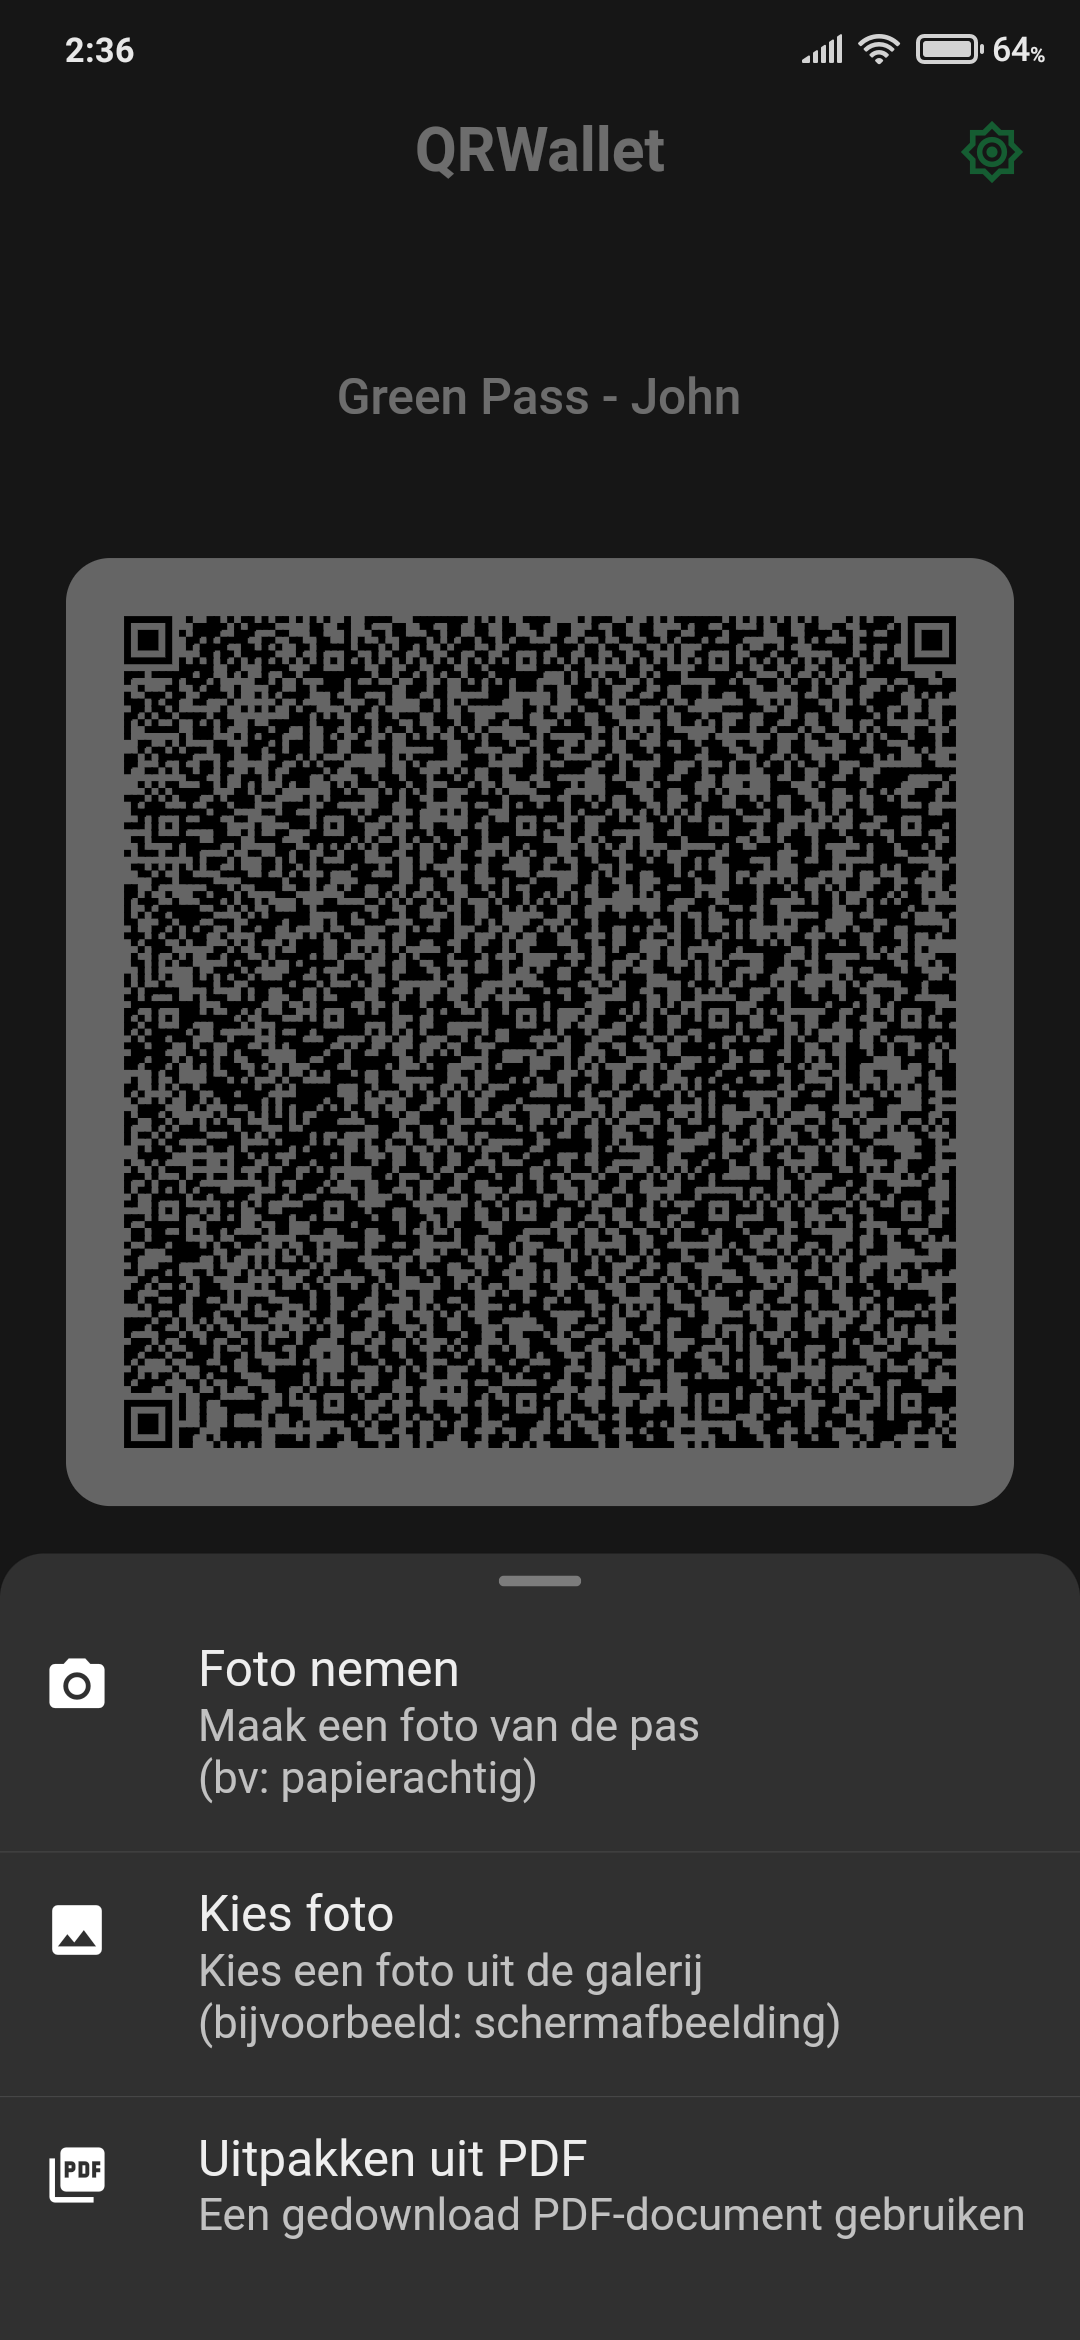 2:36
64%
QRWallet
Green Pass - John
Foto nemen
Maak een foto van de pas
(bv: papierachtig)
Kies foto
Kies een foto uit de galerij
(bijvoorbeeld: schermafbeelding)
PDF
Uitpakken uit PDF
Een gedownload PDF-document gebruiken